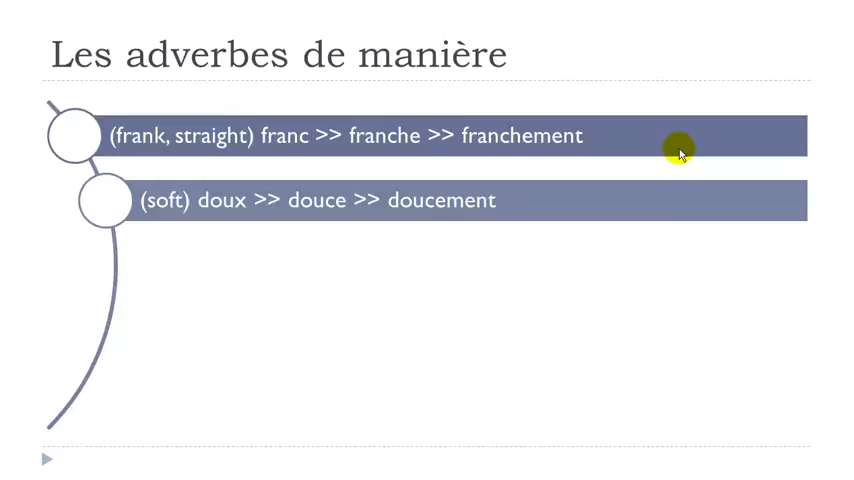 Les adverbes de manière
(frank, straight) franc >> franche >> franchement
(soft) doux >> douce >> doucement